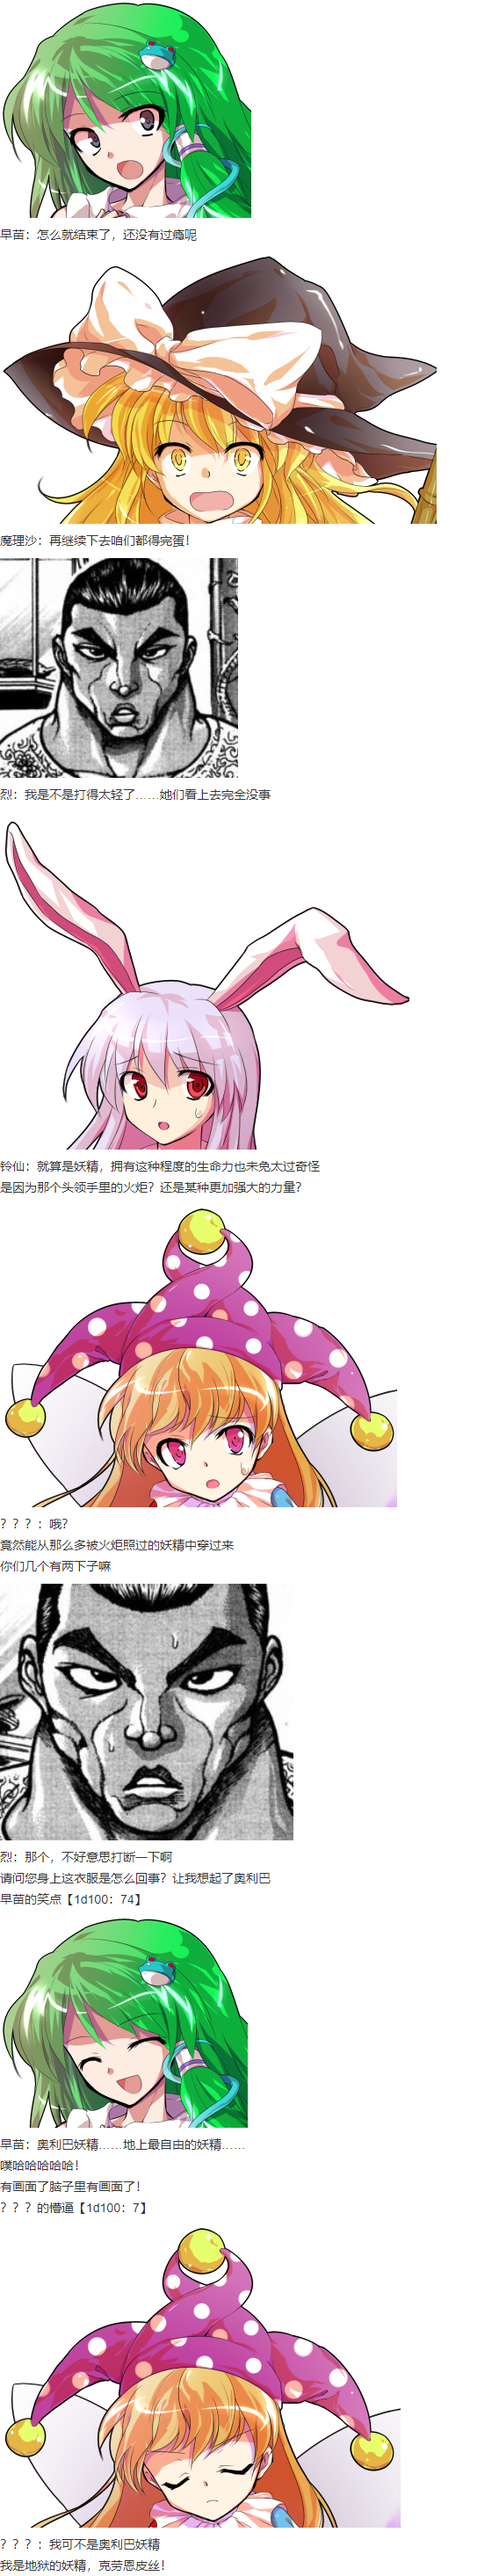 早苗：怎么就结束了，还没有过瘾呢
魔理沙：再继续下去咱们都得完蛋！
烈：我是不是打得太轻了……她们看上去完全没事
铃仙：就算是妖精，拥有这种程度的生命力也未免太过奇怪
是因为那个头领手里的火炬？还是某种更加强大的力量？
？？？：哦？
竟然能从那么多被火炬照过的妖精中穿过来
你们几个有两下子嘛
烈：那个，不好意思打断一下啊
请问您身上这衣服是怎么回事？让我想起了奥利巴
早苗的笑点【1d100：74】
早苗：奥利巴妖精……地上最自由的妖精……
噗哈哈哈哈哈！
有画面了脑子里有画面了！
？？？的懵逼【1d100：7】
？？？：我可不是奥利巴妖精
我是地狱的妖精，克劳恩皮丝！